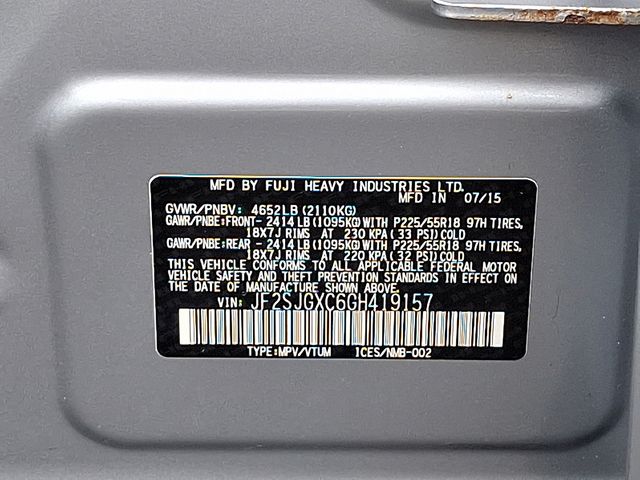 MFD BY FUJI HEAVY INDUSTRIES LTD.
MFD IN 07/15
GVWR/PNBV: 4652LB (2110KG)
GAWR/PNBE:FRONT-2414LB(1095KG)WITH P225/55R18 97H TIRES,
18X7J RIMS AT 230 KPA(33 PSI)COLD
GAWR/PNBE:REAR -2414LB(1095KG)WITH P225/55R18 97H TIRES,
18X7J RIMS AT 220 KPA(32 PSI)COLD
THIS VEHICLE CONFORMS TO ALL APPLICABLE FEDERAL MOTOR
VEHICLE SAFETY AND THEFT PREVENTION STANDARDS IN EFFECT ON
THE DATE OF MANUFACTURE SHOWN ABOVE.
VIN: JF2SJGXC6GH419157
TYPE:MPV/VTUM ICES/NMB-002